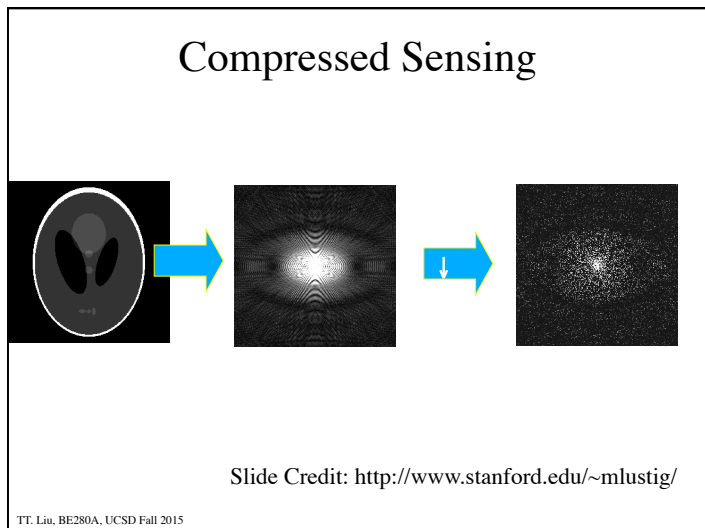 Compressed Sensing
Slide Credit: http://www.stanford.edu/~mlustig/
TT. Liu, BE280A, UCSD Fall 2015